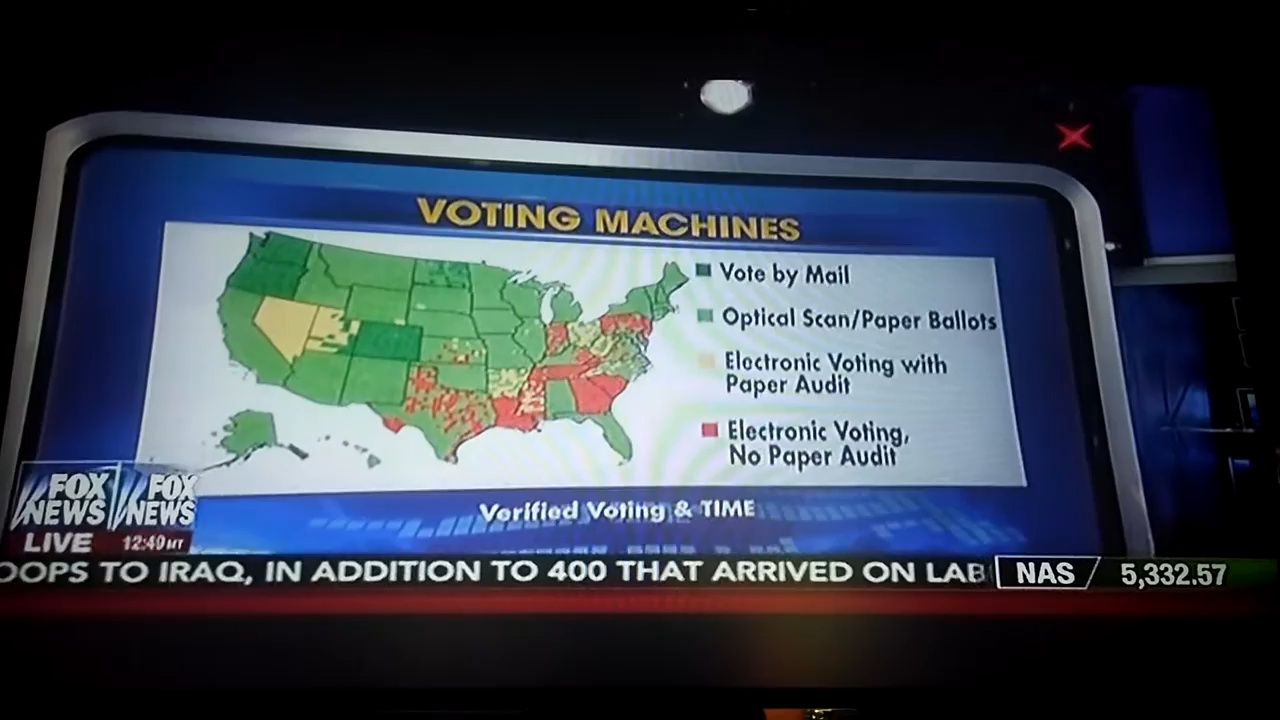 VOTING MACHINES
Vote by Mail
Optical Scan/Paper Ballots
Electronic Voting with
Paper Audit
Electronic Voting,
No Paper Audit
Verified Voting & TIME
FOX
NEWS
FOX
NEWS
LIVE 12:49 MT
OOPS TO IRAQ, IN ADDITION TO 400 THAT ARRIVED ON LAB
NAS 5,332.57